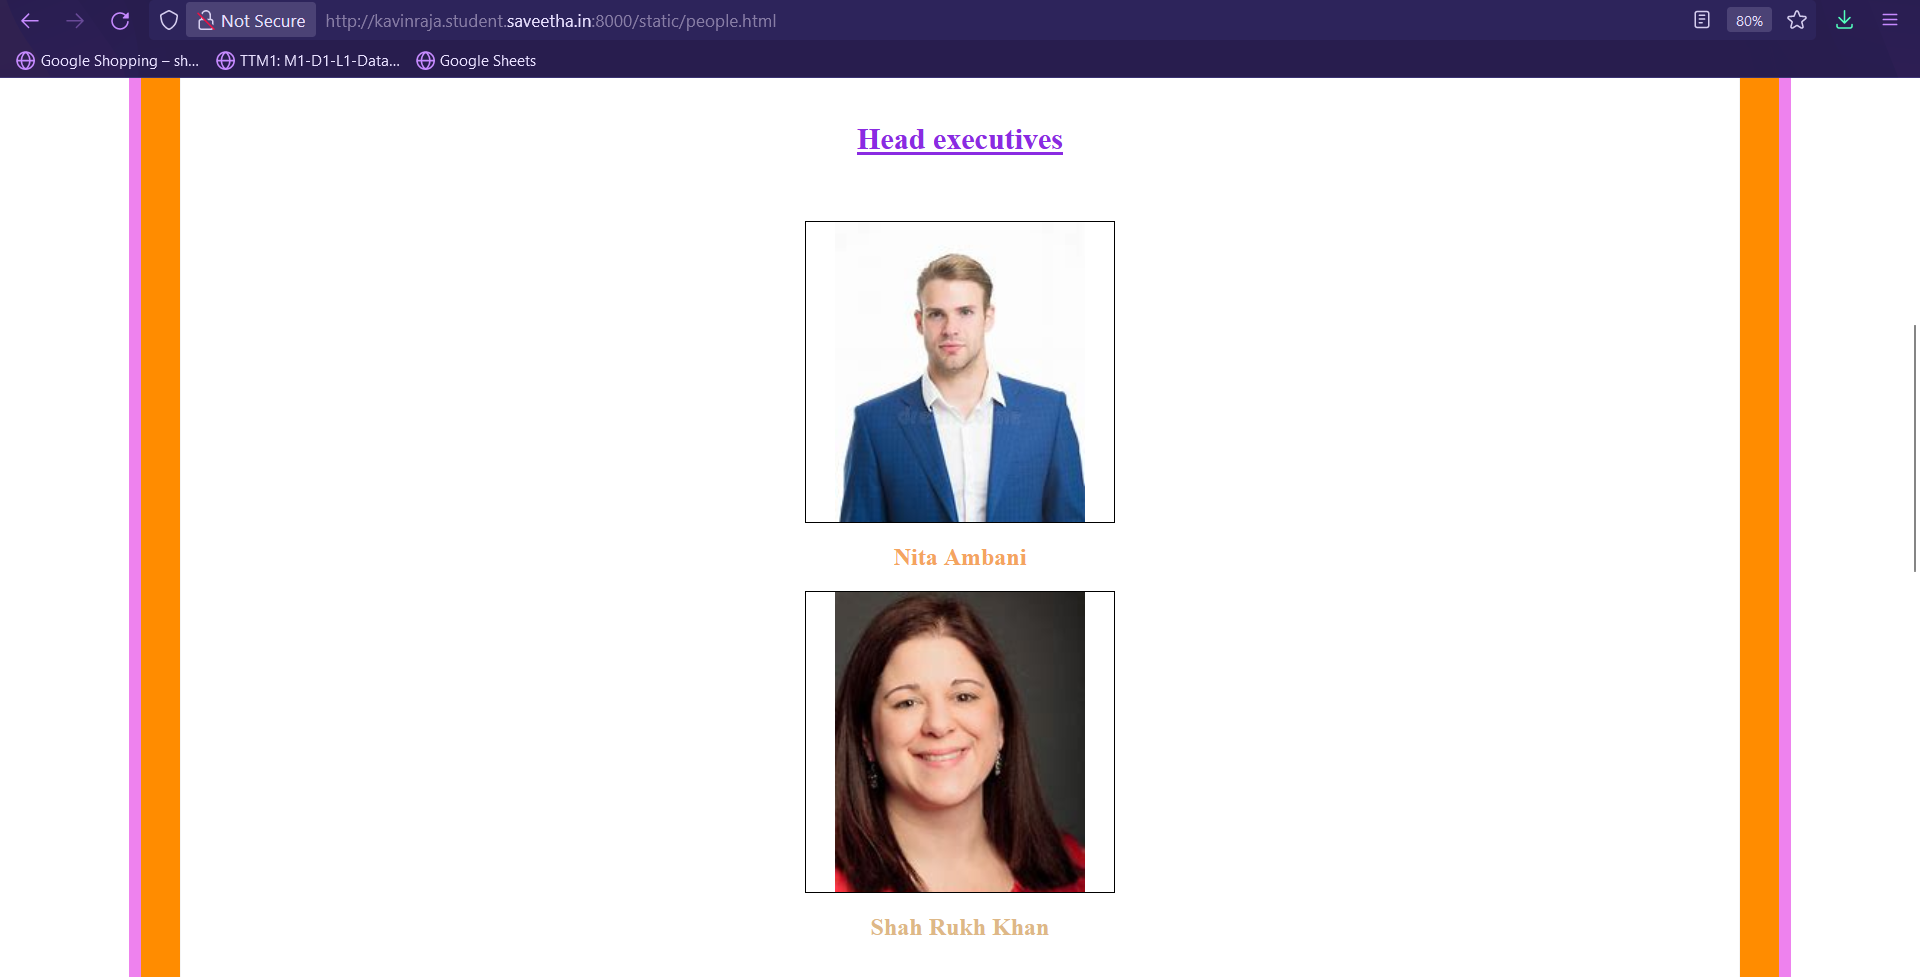 Not Secure
http://kavinraja.student.saveetha.in:8000/static/people.html
80%
Google Shopping – sh...
TTM1: M1-D1-L1-Data...
Google Sheets
Head executives
Nita Ambani
Shah Rukh Khan